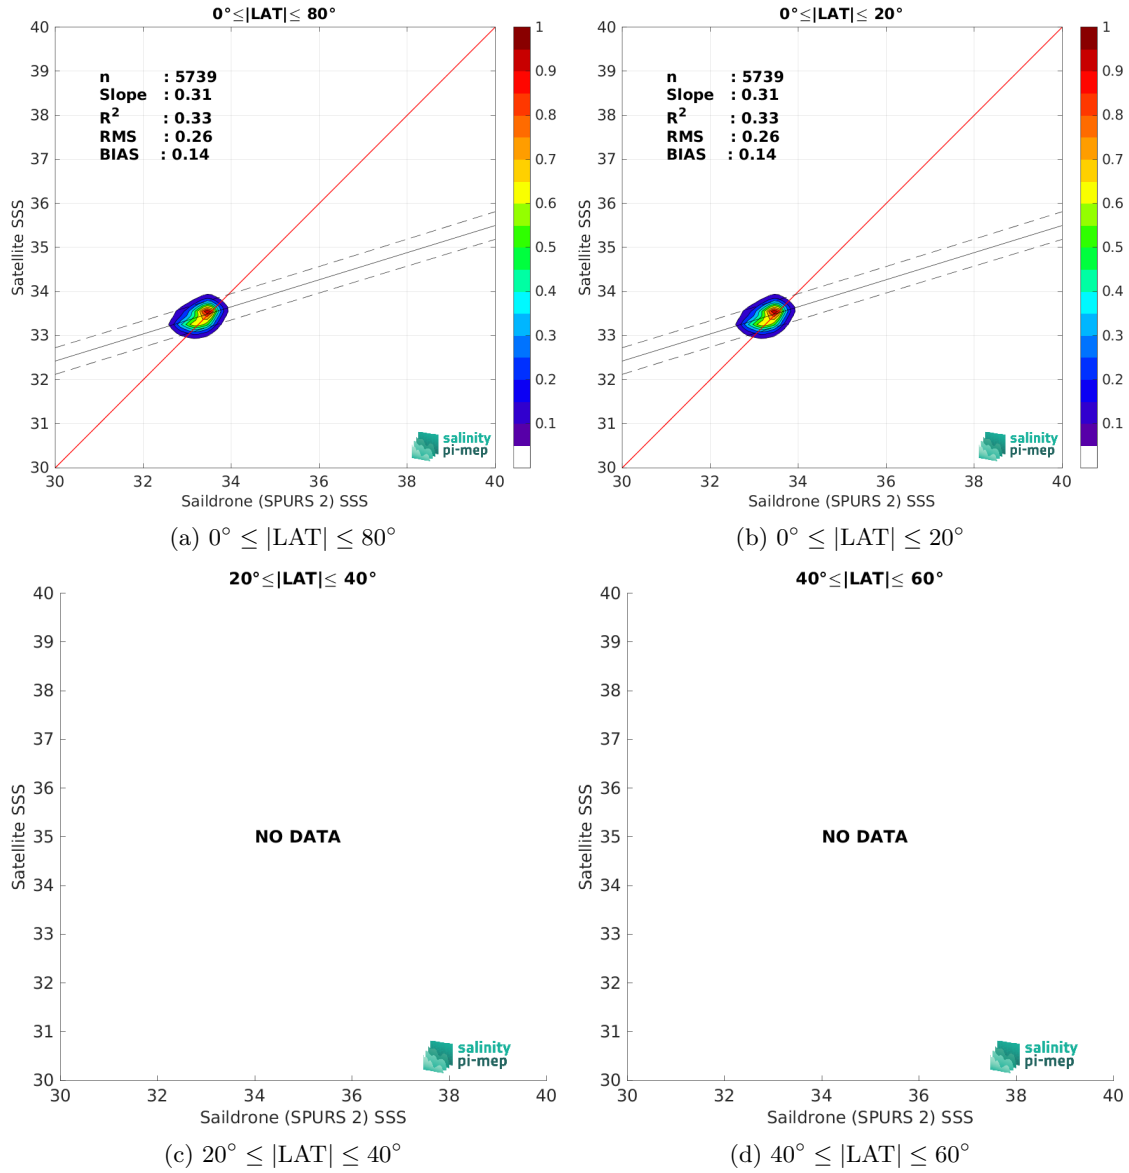 0°≤|LAT|≤ 80°
40
39
38
37
36
35
34
33
32
31
30
Satellite SSS
n : 5739
Slope : 0.31
R² : 0.33
RMS : 0.26
BIAS : 0.14
salinity
pi-mep
30 32 34 36 38 40
Saildrone (SPURS 2) SSS
1
0.9
0.8
0.7
0.6
0.5
0.4
0.3
0.2
0.1
(a) 0° ≤ |LAT| ≤ 80°
0°≤|LAT|≤ 20°
40
39
38
37
36
35
34
33
32
31
30
Satellite SSS
n : 5739
Slope : 0.31
R² : 0.33
RMS : 0.26
BIAS : 0.14
salinity
pi-mep
30 32 34 36 38 40
Saildrone (SPURS 2) SSS
1
0.9
0.8
0.7
0.6
0.5
0.4
0.3
0.2
0.1
(b) 0° ≤ |LAT| ≤ 20°
20°≤|LAT|≤ 40°
40
39
38
37
36
35
34
33
32
31
30
Satellite SSS
NO DATA
salinity
pi-mep
30 32 34 36 38 40
Saildrone (SPURS 2) SSS
(c) 20° ≤ |LAT| ≤ 40°
40°≤|LAT|≤ 60°
40
39
38
37
36
35
34
33
32
31
30
Satellite SSS
NO DATA
salinity
pi-mep
30 32 34 36 38 40
Saildrone (SPURS 2) SSS
(d) 40° ≤ |LAT| ≤ 60°